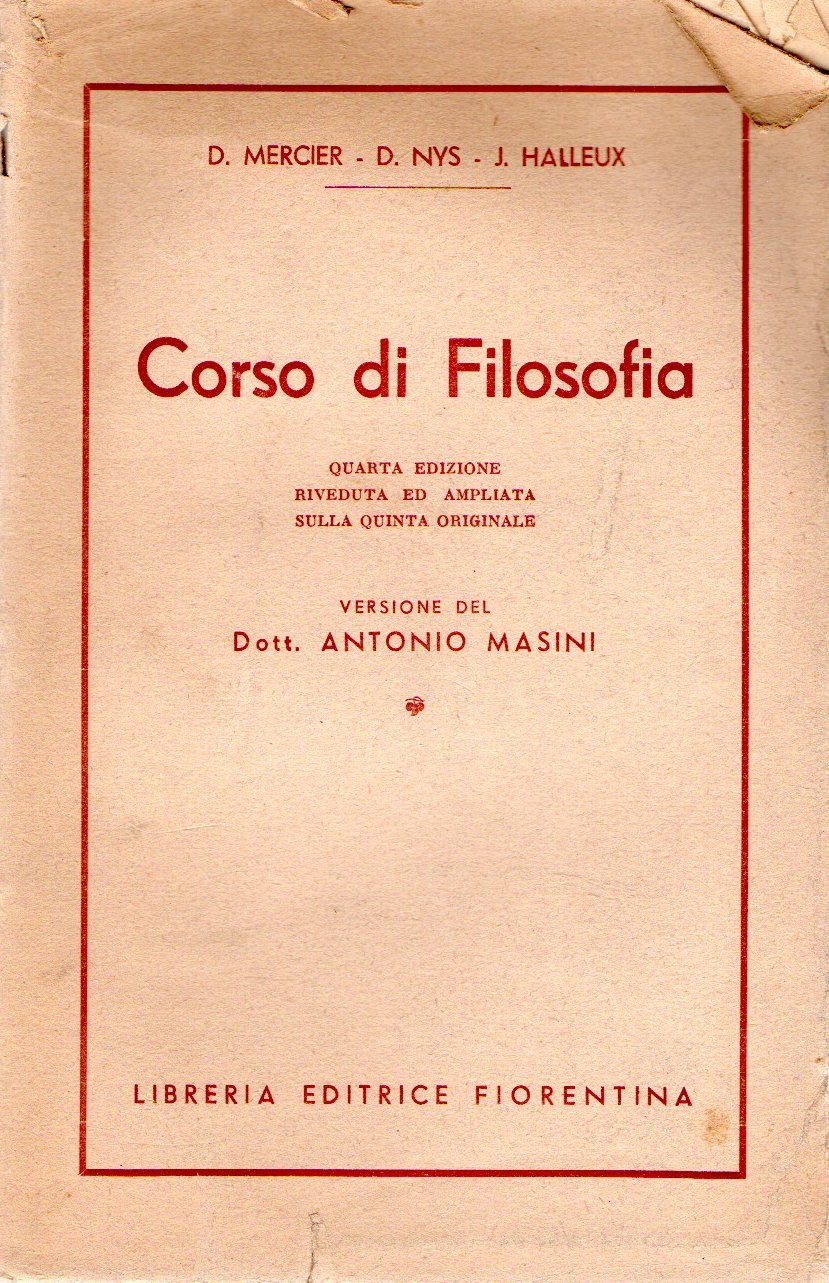 D. MERCIER - D. NYS - J. HALLEUX
Corso di Filosofia
QUARTA EDIZIONE
RIVEDUTA ED AMPLIATA
SULLA QUINTA ORIGINALE
VERSIONE DEL
Dott. ANTONIO MASINI
LIBRERIA EDITRICE FIORENTINA